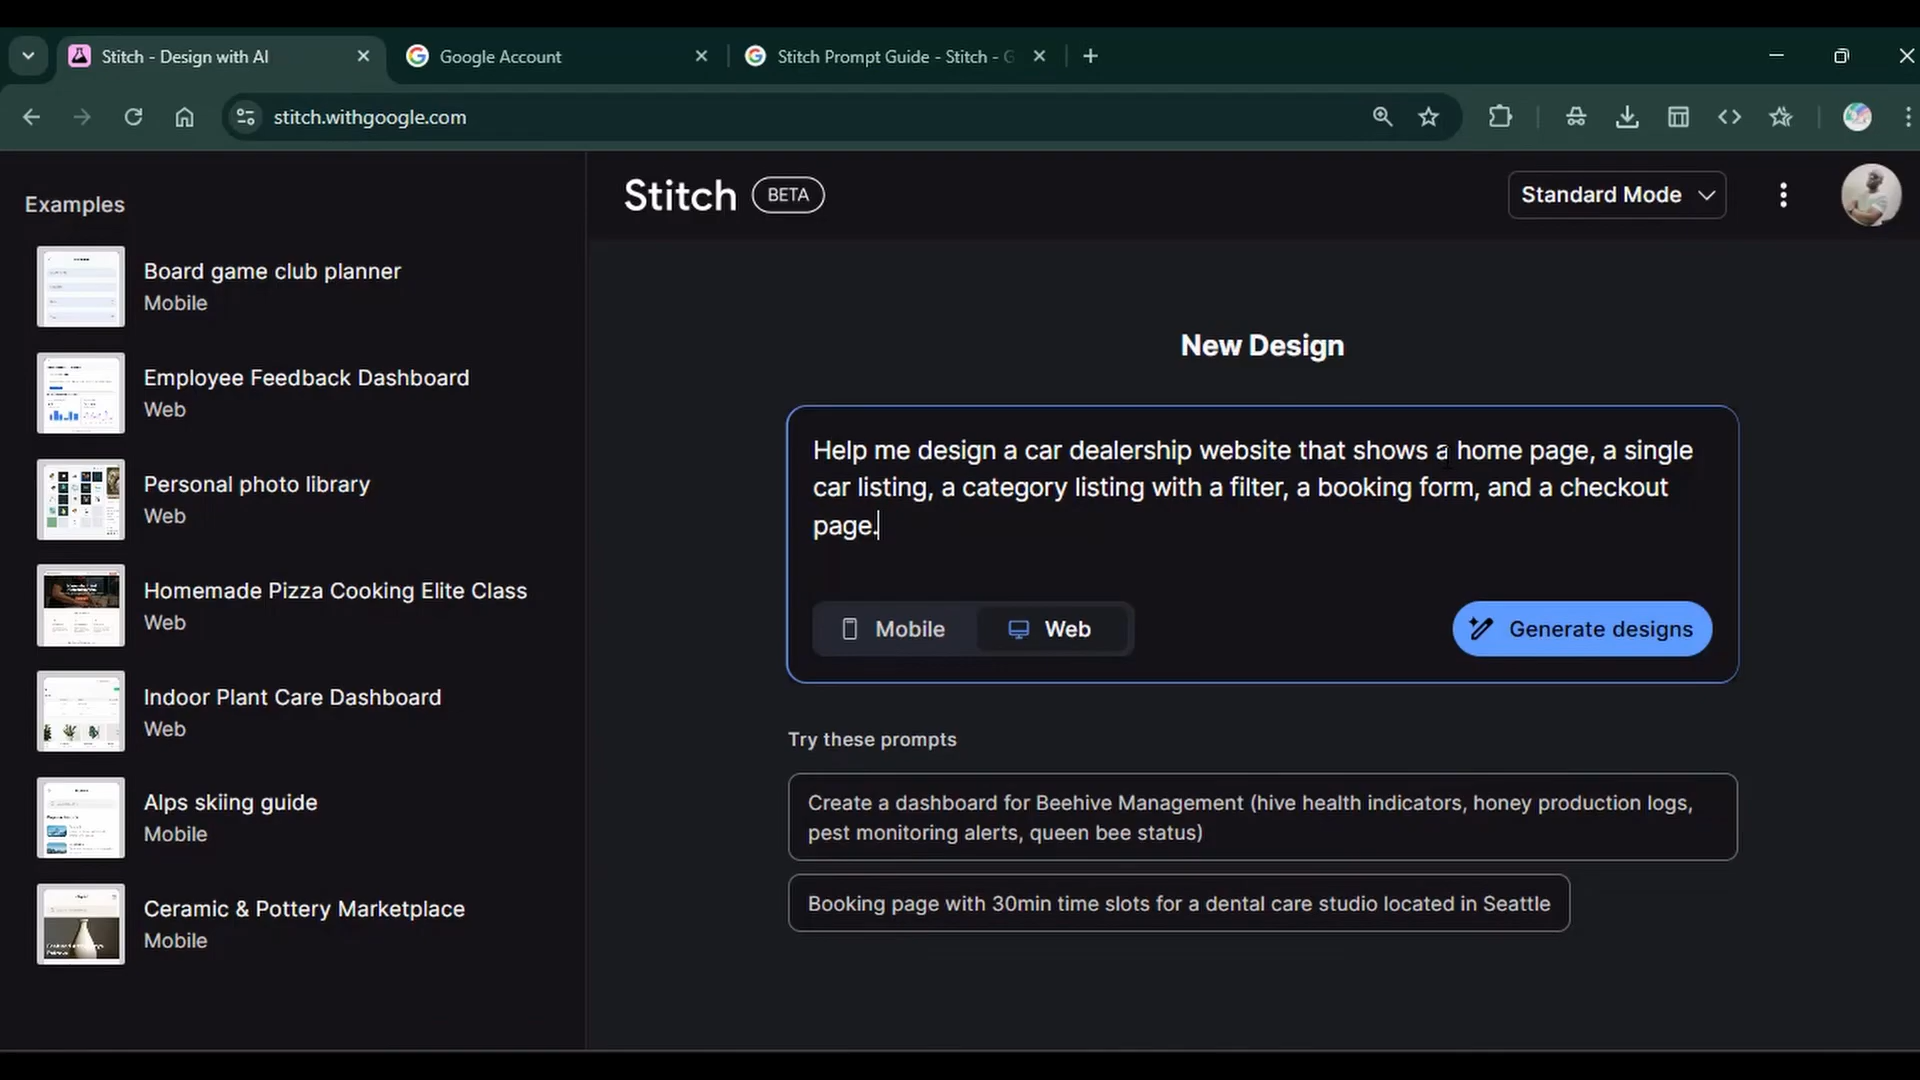 Stitch - Design with AI
Google Account
Stitch Prompt Guide - Stitch - G
stitch.withgoogle.com
Examples
Board game club planner
Mobile
Employee Feedback Dashboard
Web
Personal photo library
Web
Homemade Pizza Cooking Elite Class
Web
Indoor Plant Care Dashboard
Web
Alps skiing guide
Mobile
Ceramic & Pottery Marketplace
Mobile
Stitch BETA
Standard Mode
New Design
Help me design a car dealership website that shows a home page, a single
car listing, a category listing with a filter, a booking form, and a checkout
page.
Mobile
Web
Generate designs
Try these prompts
Create a dashboard for Beehive Management (hive health indicators, honey production logs,
pest monitoring alerts, queen bee status)
Booking page with 30min time slots for a dental care studio located in Seattle